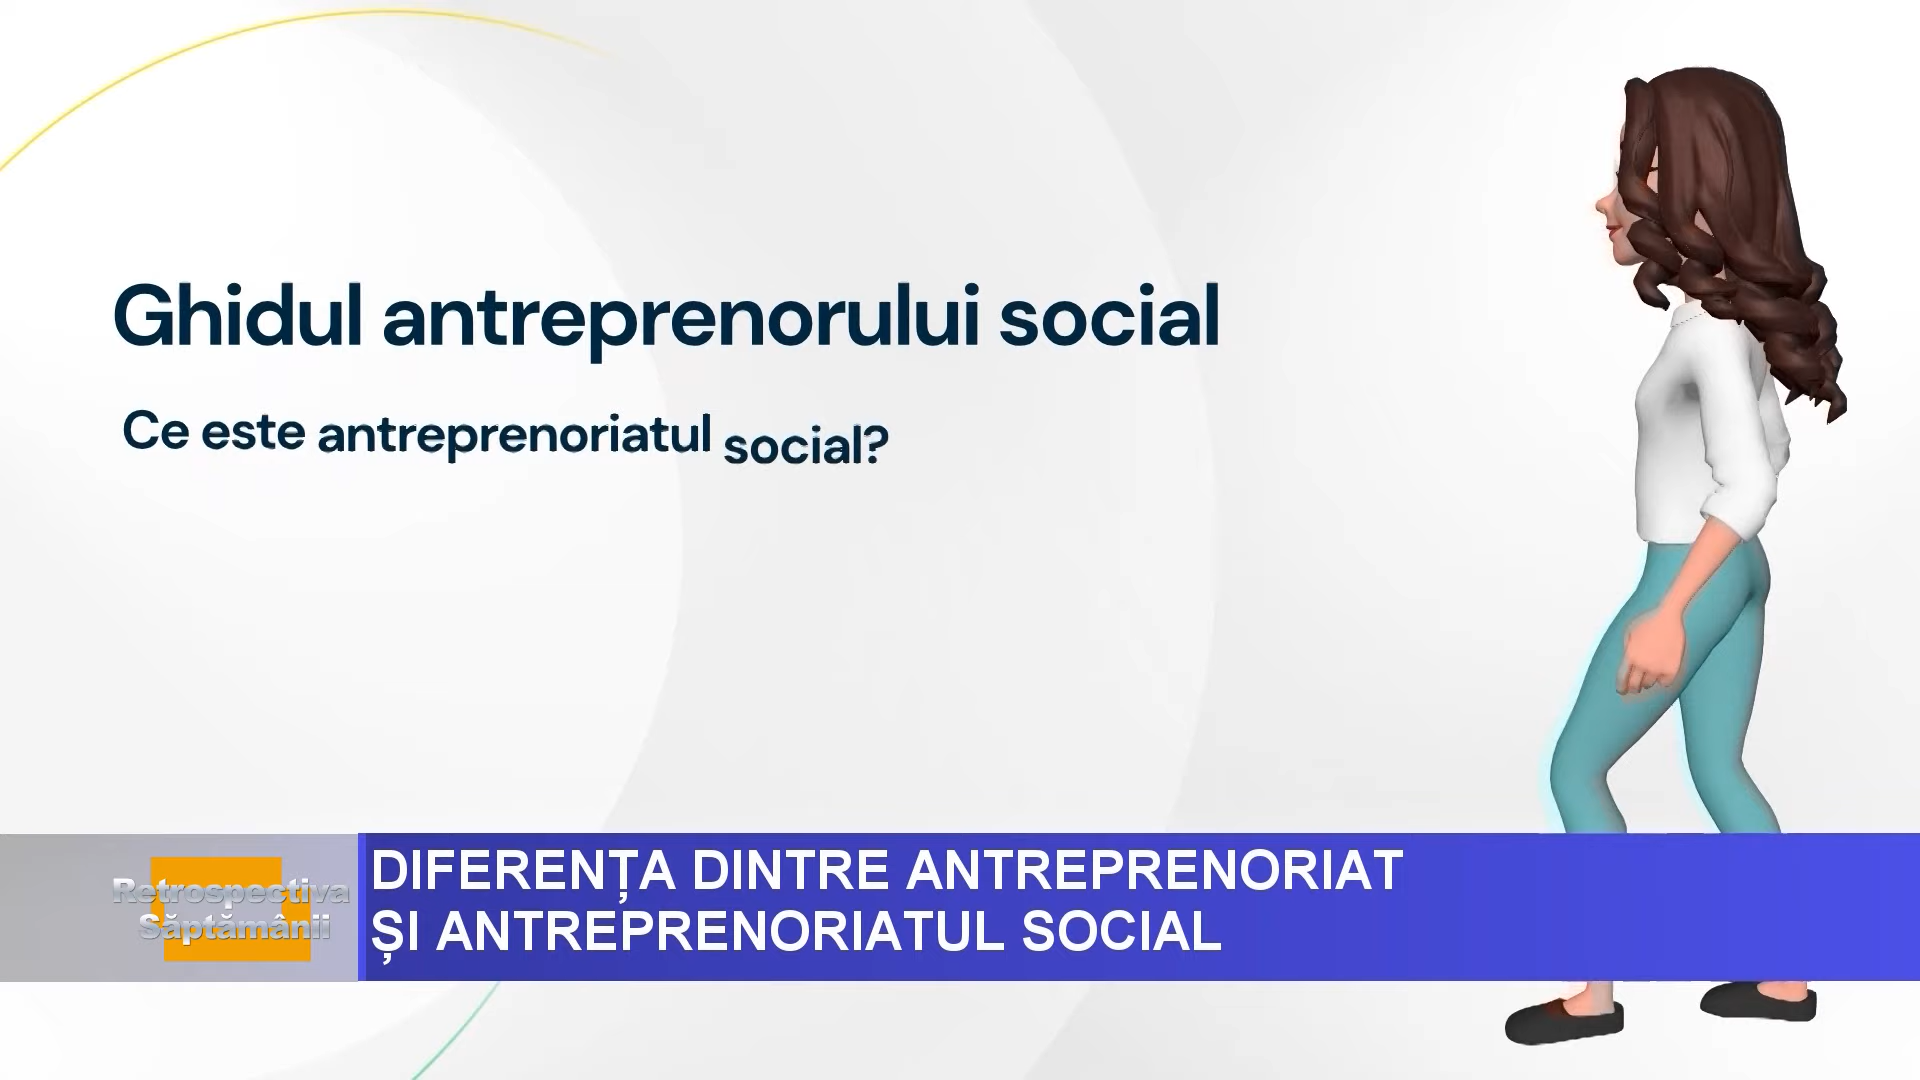 Ghidul antreprenorului social
Ce este antreprenoriatul social?
Retrospectiva
Săptămânii
DIFERENȚA DINTRE ANTREPRENORIAT
ȘI ANTREPRENORIATUL SOCIAL